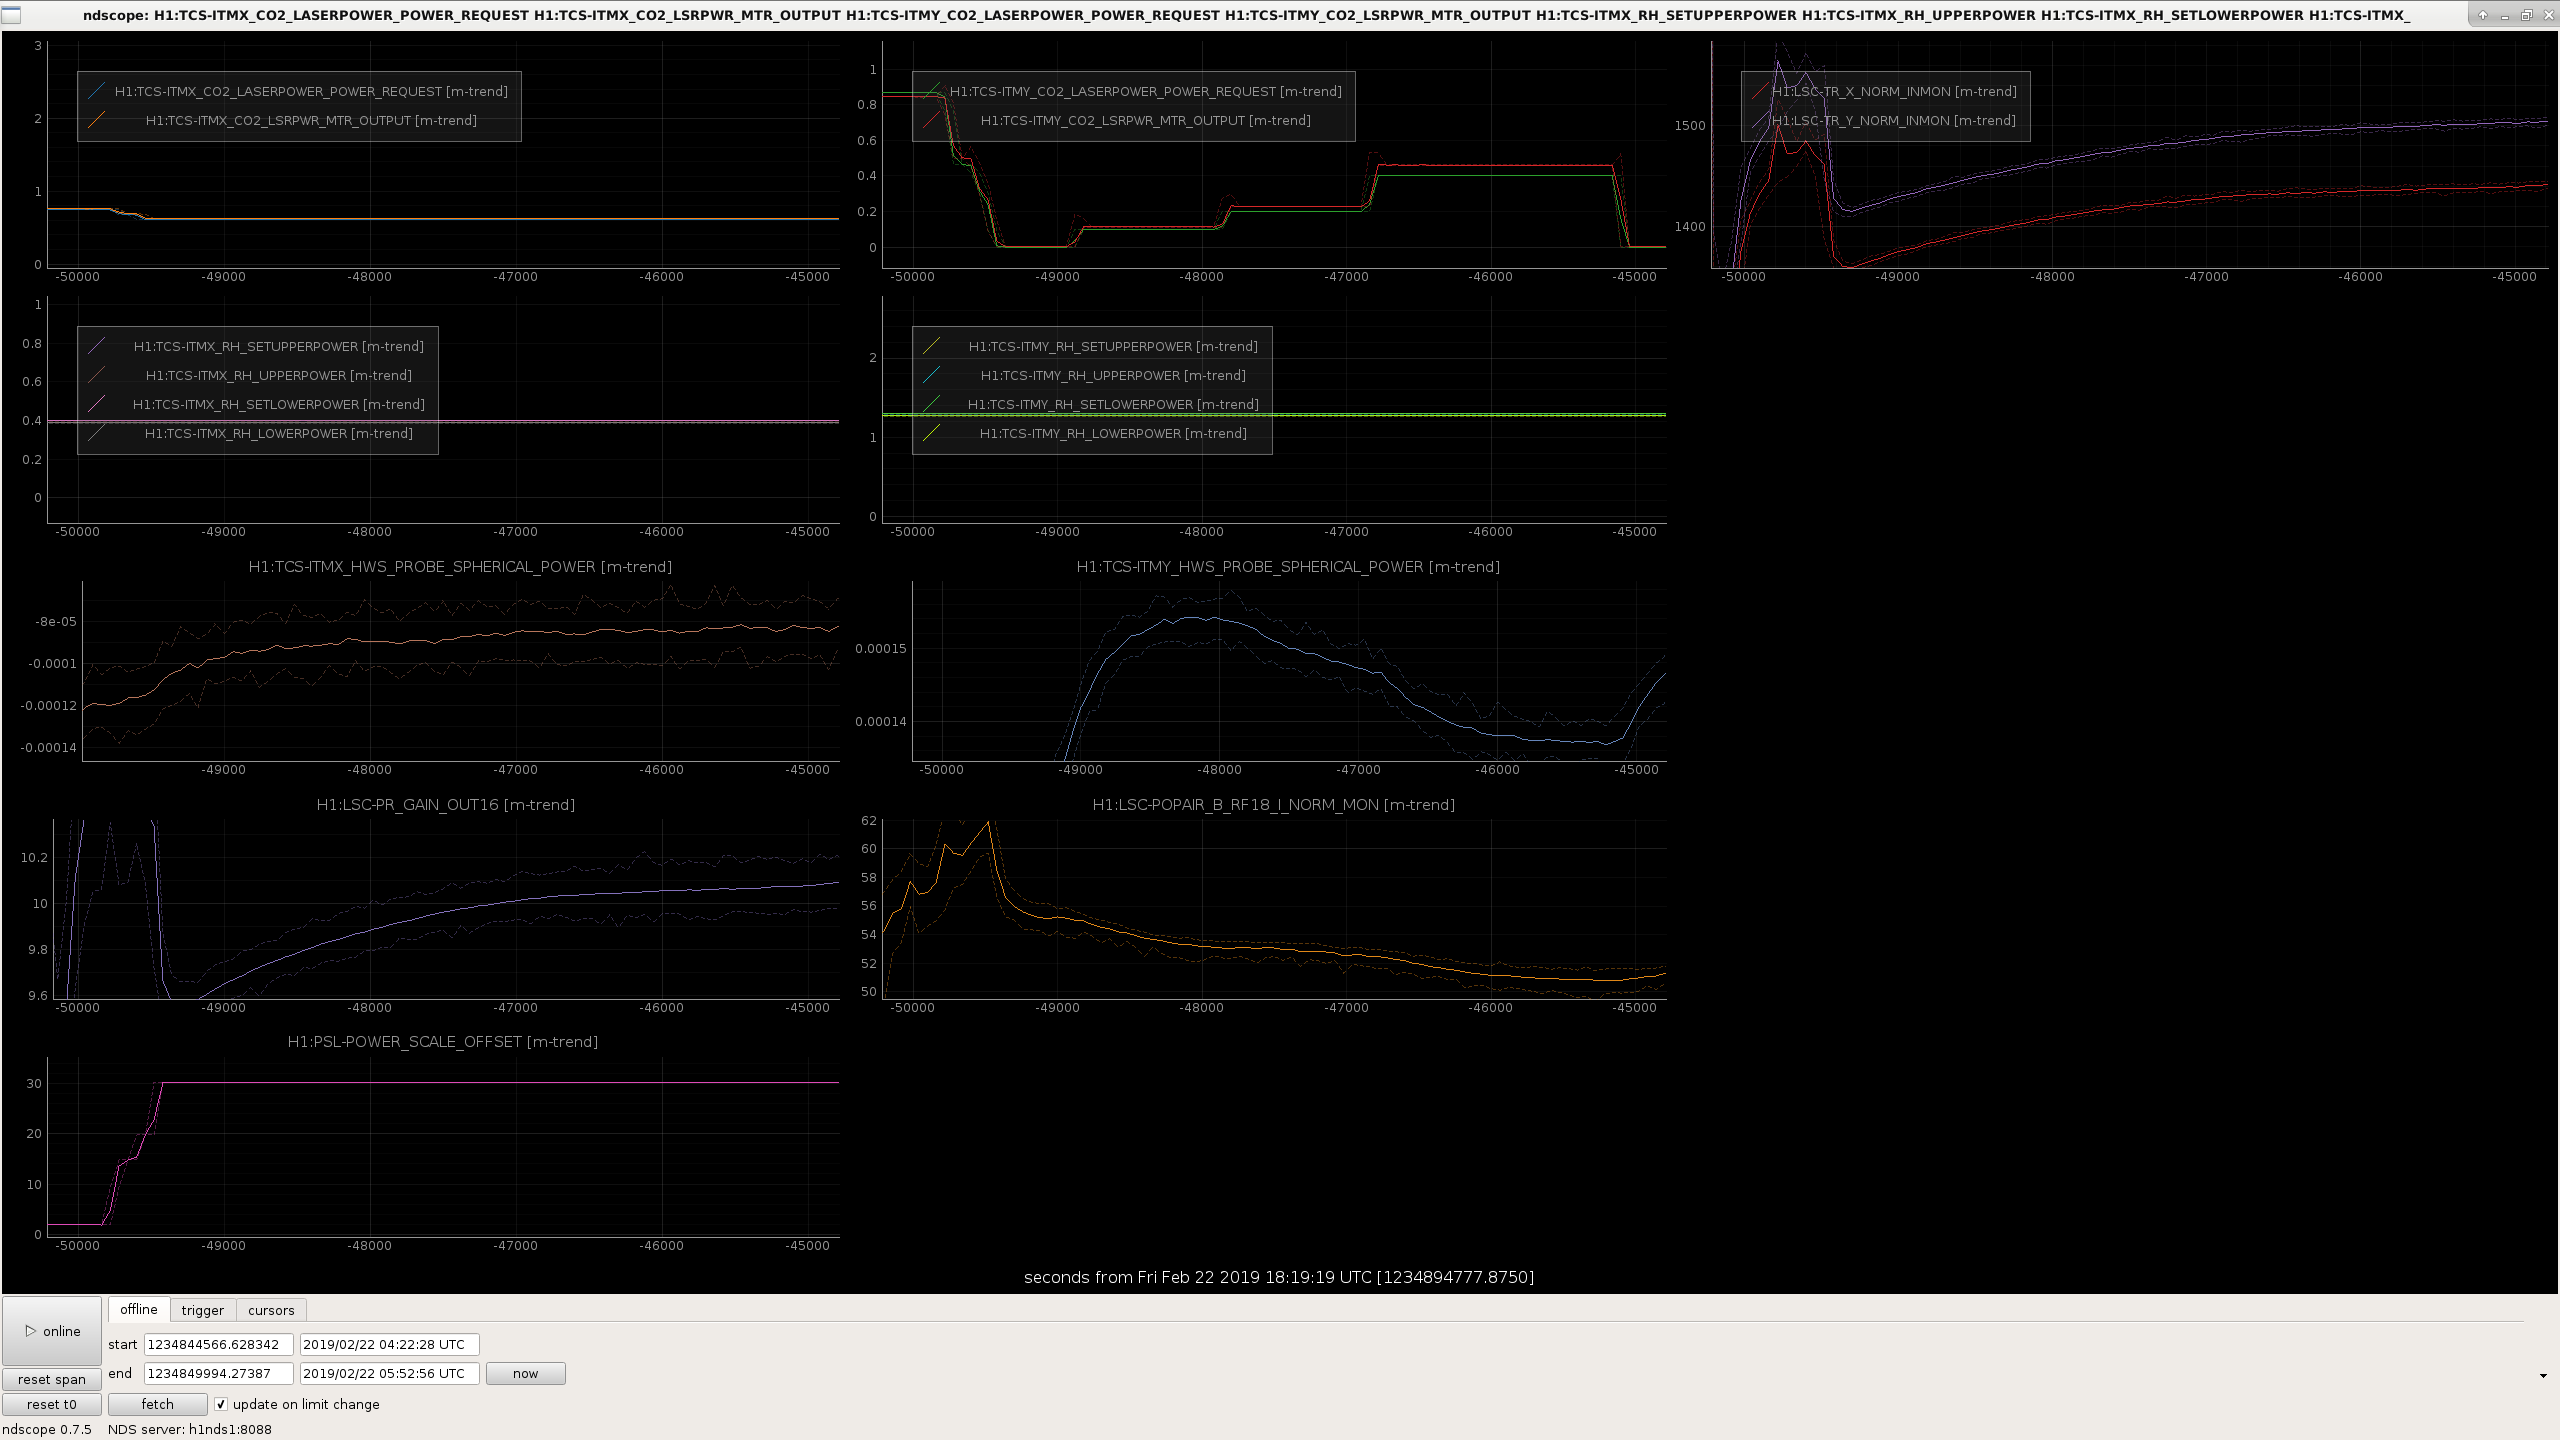 ndscope: H1:TCS-ITMX_CO2_LASERPOWER_POWER_REQUEST H1:TCS-ITMX_CO2_LSRPWR_MTR_OUTPUT H1:TCS-ITMY_CO2_LASERPOWER_POWER_REQUEST H1:TCS-ITMY_CO2_LSRPWR_MTR_OUTPUT H1:TCS-ITMX_RH_SETUPPERPOWER H1:TCS-ITMX_RH_UPPERPOWER H1:TCS-ITMX_RH_SETLOWERPOWER H1:TCS-ITMX_
3
2
1
0
H1:TCS-ITMX_CO2_LASERPOWER_POWER_REQUEST [m-trend]
H1:TCS-ITMX_CO2_LSRPWR_MTR_OUTPUT [m-trend]
-50000 -49000 -48000 -47000 -46000 -45000
1
0.8
0.6
0.4
0.2
0
H1:TCS-ITMY_CO2_LASERPOWER_POWER_REQUEST [m-trend]
H1:TCS-ITMY_CO2_LSRPWR_MTR_OUTPUT [m-trend]
-50000 -49000 -48000 -47000 -46000 -45000
1500
1400
H1:LSC-TR_X_NORM_INMON [m-trend]
H1:LSC-TR_Y_NORM_INMON [m-trend]
-50000 -49000 -48000 -47000 -46000 -45000
1
0.8
0.6
0.4
0.2
0
H1:TCS-ITMX_RH_SETUPPERPOWER [m-trend]
H1:TCS-ITMX_RH_UPPERPOWER [m-trend]
H1:TCS-ITMX_RH_SETLOWERPOWER [m-trend]
H1:TCS-ITMX_RH_LOWERPOWER [m-trend]
-50000 -49000 -48000 -47000 -46000 -45000
2
1
0
H1:TCS-ITMY_RH_SETUPPERPOWER [m-trend]
H1:TCS-ITMY_RH_UPPERPOWER [m-trend]
H1:TCS-ITMY_RH_SETLOWERPOWER [m-trend]
H1:TCS-ITMY_RH_LOWERPOWER [m-trend]
-50000 -49000 -48000 -47000 -46000 -45000
H1:TCS-ITMX_HWS_PROBE_SPHERICAL_POWER [m-trend]
-8e-05
-0.0001
-0.00012
-0.00014
-49000 -48000 -47000 -46000 -45000
H1:TCS-ITMY_HWS_PROBE_SPHERICAL_POWER [m-trend]
0.00015
0.00014
-50000 -49000 -48000 -47000 -46000 -45000
H1:LSC-PR_GAIN_OUT16 [m-trend]
10.2
10
9.8
9.6
-50000 -49000 -48000 -47000 -46000 -45000
H1:LSC-POPAIR_B_RF18_I_NORM_MON [m-trend]
62
60
58
56
54
52
50
-50000 -49000 -48000 -47000 -46000 -45000
H1:PSL-POWER_SCALE_OFFSET [m-trend]
30
20
10
0
-50000 -49000 -48000 -47000 -46000 -45000
seconds from Fri Feb 22 2019 18:19:19 UTC [1234894777.8750]
online
reset span
reset t0
offline trigger cursors
start 1234844566.628342 2019/02/22 04:22:28 UTC
end 1234849994.27387 2019/02/22 05:52:56 UTC now
fetch update on limit change
ndscope 0.7.5 NDS server: h1nds1:8088